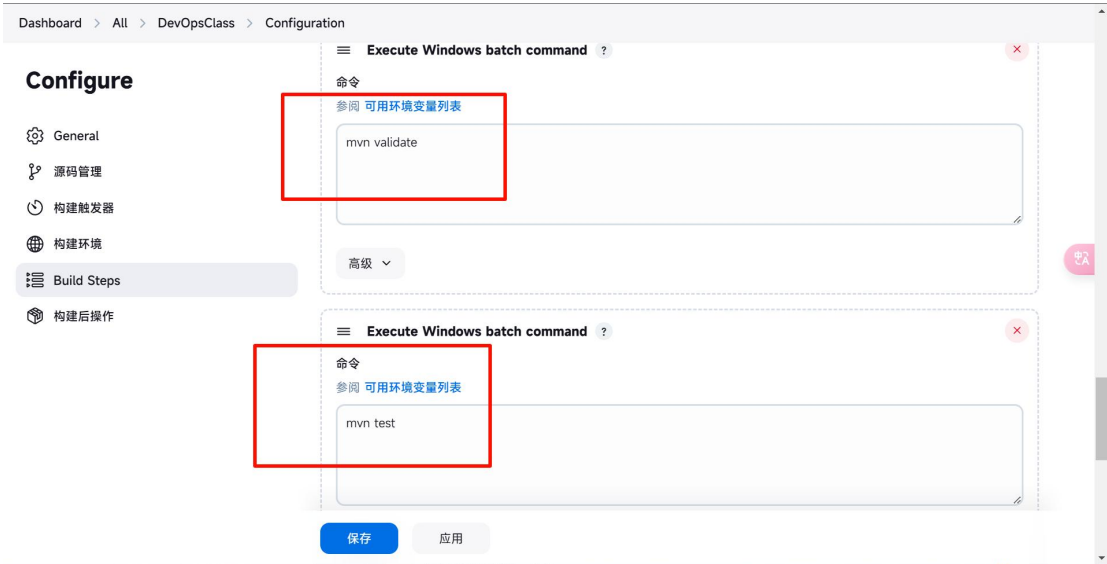 Dashboard > All > DevOpsClass > Configuration
Configure
General
源码管理
构建触发器
构建环境
Build Steps
构建后操作
Execute Windows batch command ?
命令
参阅 可用环境变量列表
mvn validate
高级
Execute Windows batch command ?
命令
参阅 可用环境变量列表
mvn test
保存 应用